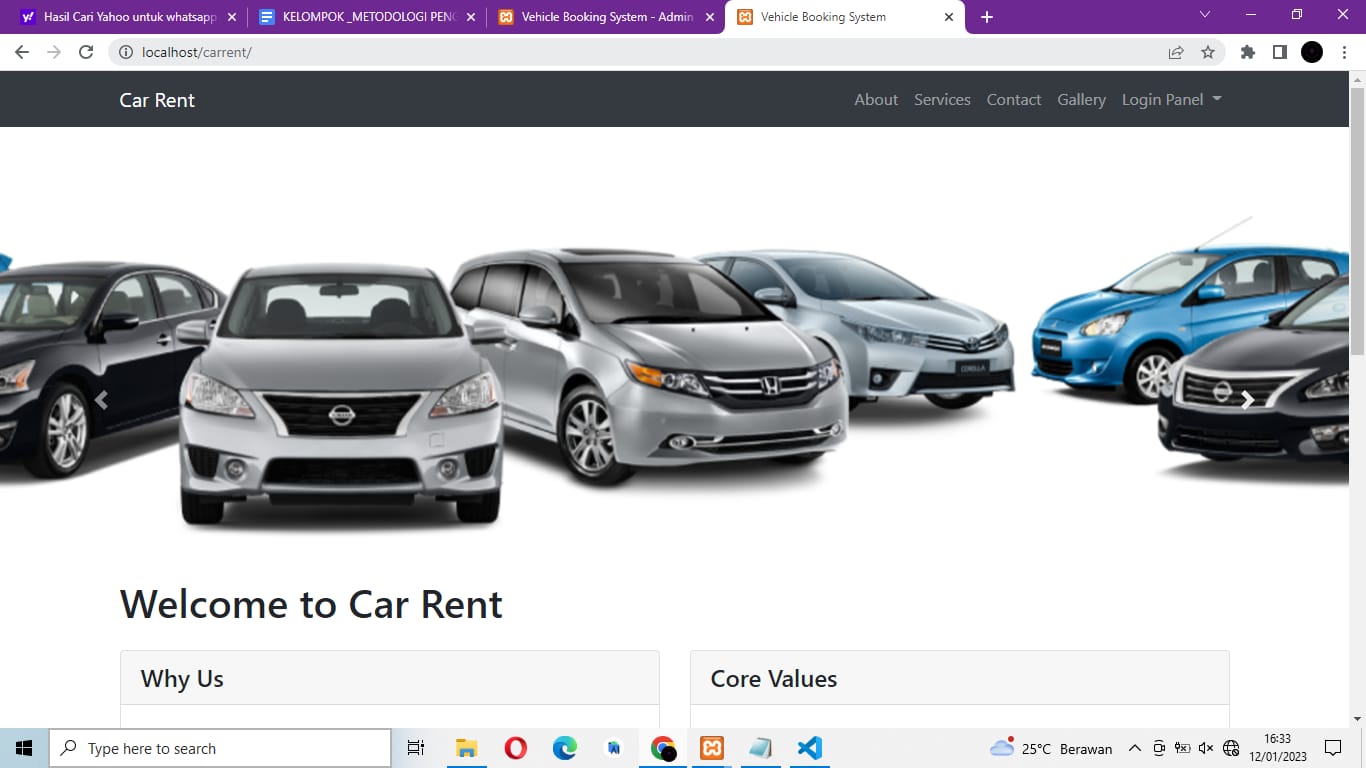 Hasil Cari Yahoo untuk whatsapp
KELOMPOK _METODOLOGI PENG
Vehicle Booking System - Admin
Vehicle Booking System
localhost/carrent/
Car Rent
About Services Contact Gallery Login Panel
COROLLA
Welcome to Car Rent
Why Us
Core Values
Type here to search
25°C Berawan
16:33
12/01/2023